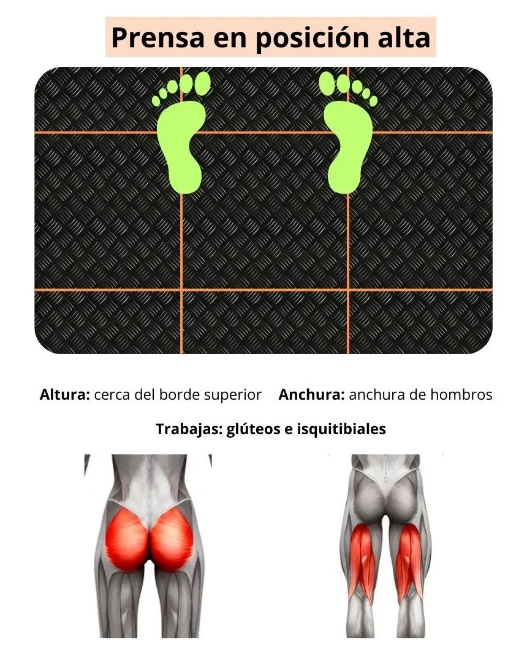 Prensa en posición alta
Altura: cerca del borde superior Anchura: anchura de hombros
Trabajas: glúteos e isquitibiales